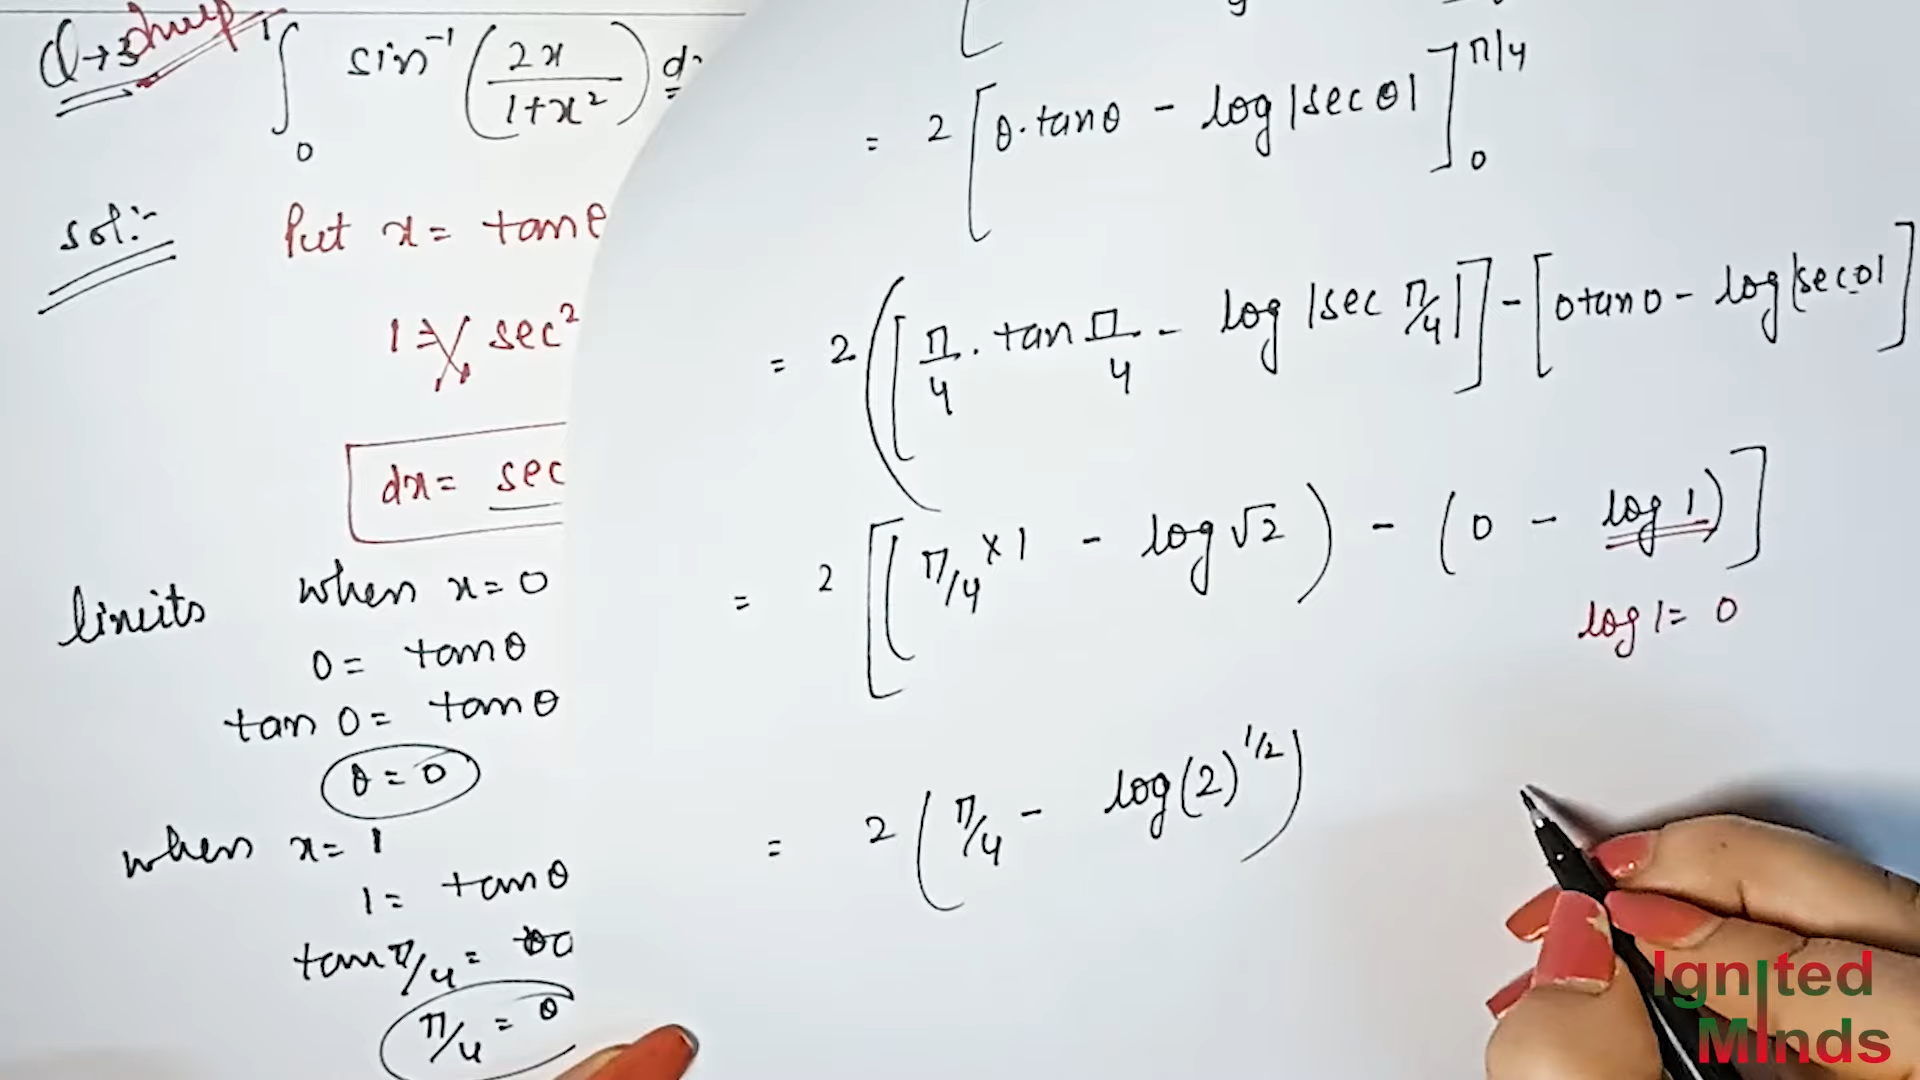 Q→3
∫₀¹ sin⁻¹(2x/1+x²) d
sol:-
Put x = tanθ
1 = sec²
dx = sec
limits when x=0
0 = tanθ
tan 0 = tanθ
θ = 0
when x = 1
1 = tanθ
tan π/4 =
π/4 = θ
= 2 [θ·tanθ - log|secθ|]₀^π/4
= 2 ([π/4 · tan π/4 - log |sec π/4|] - [0 tan 0 - log|sec 0|]
= 2 [(π/4 × 1 - log √2) - (0 - log 1)]
log 1 = 0
= 2 (π/4 - log(2)^1/2)
Ignited
Minds